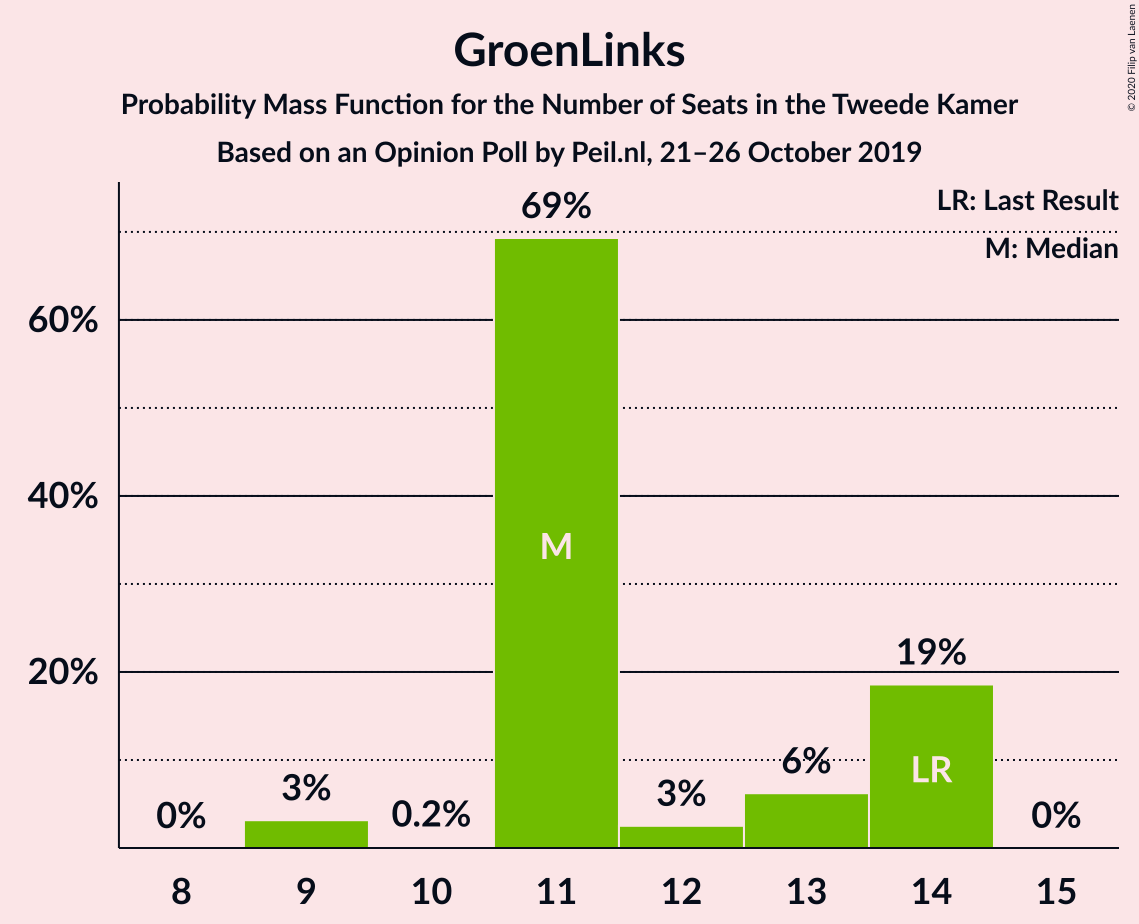 GroenLinks
Probability Mass Function for the Number of Seats in the Tweede Kamer
Based on an Opinion Poll by Peil.nl, 21–26 October 2019
© 2020 Filip van Laenen
LR: Last Result
M: Median
60%
40%
20%
0%
3%
0.2%
69%
3%
6%
19%
0%
M
LR
8 9 10 11 12 13 14 15